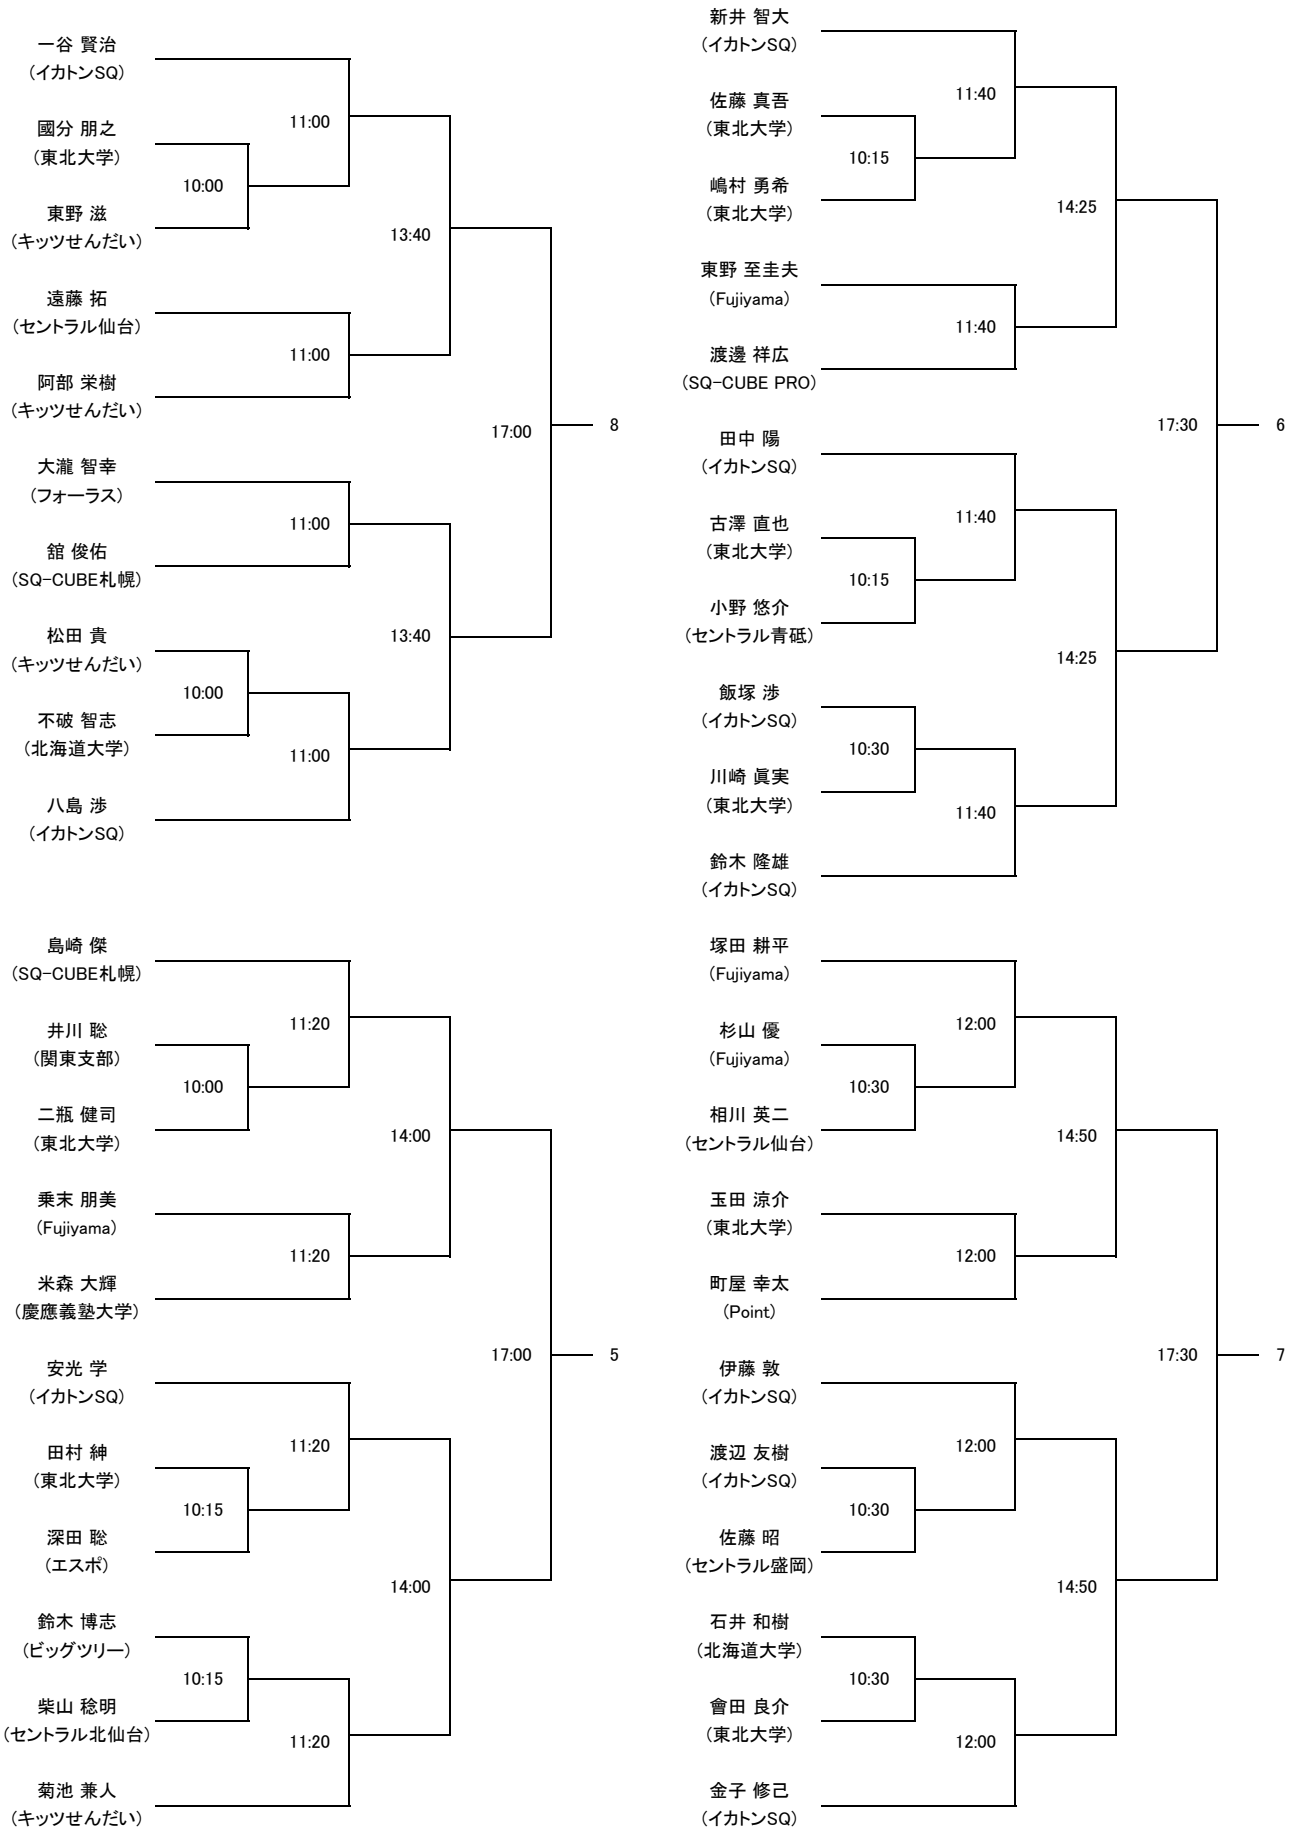 一谷 賢治
(イカトンSQ)
11:00
國分 朋之
(東北大学)
10:00
東野 滋
(キッツせんだい)
13:40
遠藤 拓
(セントラル仙台)
11:00
阿部 栄樹
(キッツせんだい)
17:00
8
大瀧 智幸
(フォーラス)
11:00
舘 俊佑
(SQ-CUBE札幌)
松田 貴
(キッツせんだい)
13:40
10:00
不破 智志
(北海道大学)
11:00
八島 渉
(イカトンSQ)
新井 智大
(イカトンSQ)
11:40
佐藤 真吾
(東北大学)
10:15
嶋村 勇希
(東北大学)
14:25
東野 至圭夫
(Fujiyama)
11:40
渡邊 祥広
(SQ-CUBE PRO)
17:30
6
田中 陽
(イカトンSQ)
11:40
古澤 直也
(東北大学)
10:15
小野 悠介
(セントラル青砥)
14:25
飯塚 渉
(イカトンSQ)
10:30
川崎 眞実
(東北大学)
11:40
鈴木 隆雄
(イカトンSQ)
島崎 傑
(SQ-CUBE札幌)
11:20
井川 聡
(関東支部)
10:00
二瓶 健司
(東北大学)
14:00
乗末 朋美
(Fujiyama)
11:20
米森 大輝
(慶應義塾大学)
17:00
5
安光 学
(イカトンSQ)
11:20
田村 紳
(東北大学)
10:15
深田 聡
(エスポ)
14:00
鈴木 博志
(ビッグツリー)
10:15
柴山 稔明
(セントラル北仙台)
11:20
菊池 兼人
(キッツせんだい)
塚田 耕平
(Fujiyama)
12:00
杉山 優
(Fujiyama)
10:30
相川 英二
(セントラル仙台)
14:50
玉田 涼介
(東北大学)
12:00
町屋 幸太
(Point)
17:30
7
伊藤 敦
(イカトンSQ)
12:00
渡辺 友樹
(イカトンSQ)
10:30
佐藤 昭
(セントラル盛岡)
14:50
石井 和樹
(北海道大学)
10:30
會田 良介
(東北大学)
12:00
金子 修己
(イカトンSQ)